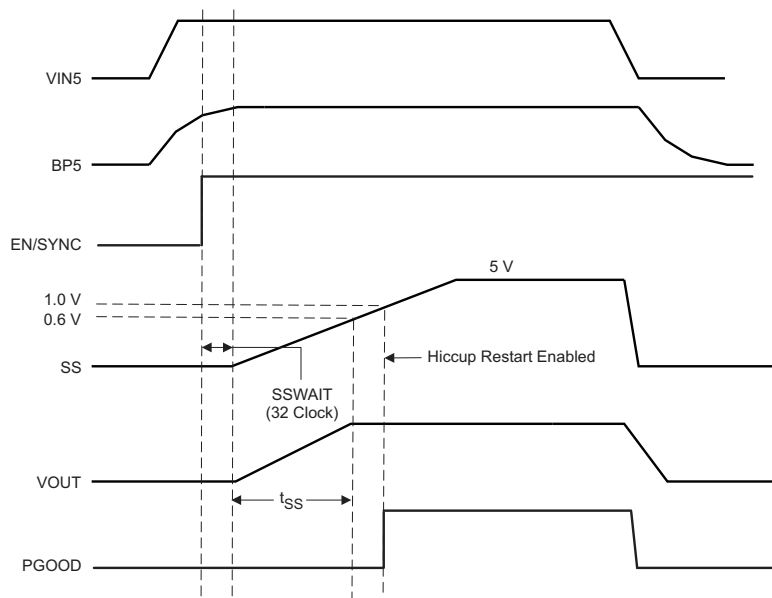 VIN5
BP5
EN/SYNC
5 V
1.0 V
0.6 V
Hiccup Restart Enabled
SS
SSWAIT
(32 Clock)
VOUT
tSS
PGOOD